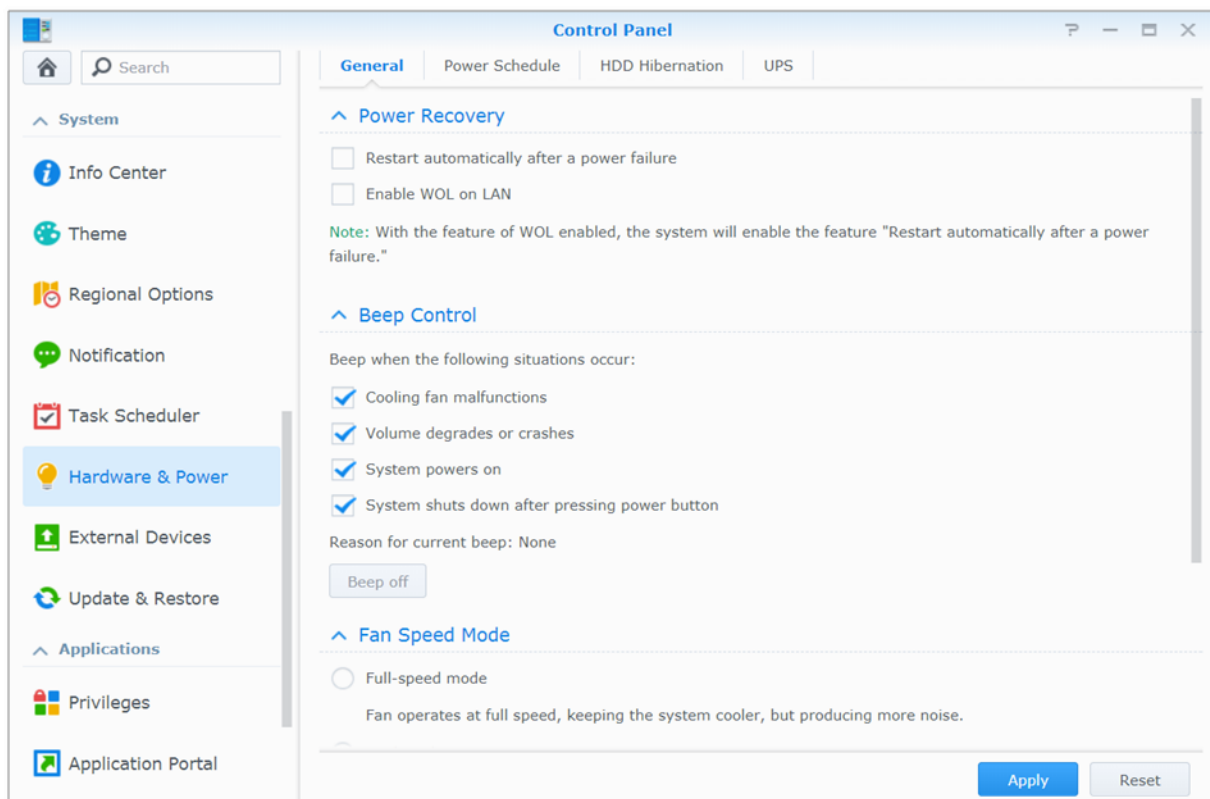 Control Panel
Search
System
Info Center
Theme
Regional Options
Notification
Task Scheduler
Hardware & Power
External Devices
Update & Restore
Applications
Privileges
Application Portal
General Power Schedule HDD Hibernation UPS
Power Recovery
Restart automatically after a power failure
Enable WOL on LAN
Note: With the feature of WOL enabled, the system will enable the feature "Restart automatically after a power
failure."
Beep Control
Beep when the following situations occur:
Cooling fan malfunctions
Volume degrades or crashes
System powers on
System shuts down after pressing power button
Reason for current beep: None
Beep off
Fan Speed Mode
Full-speed mode
Fan operates at full speed, keeping the system cooler, but producing more noise.
Apply Reset